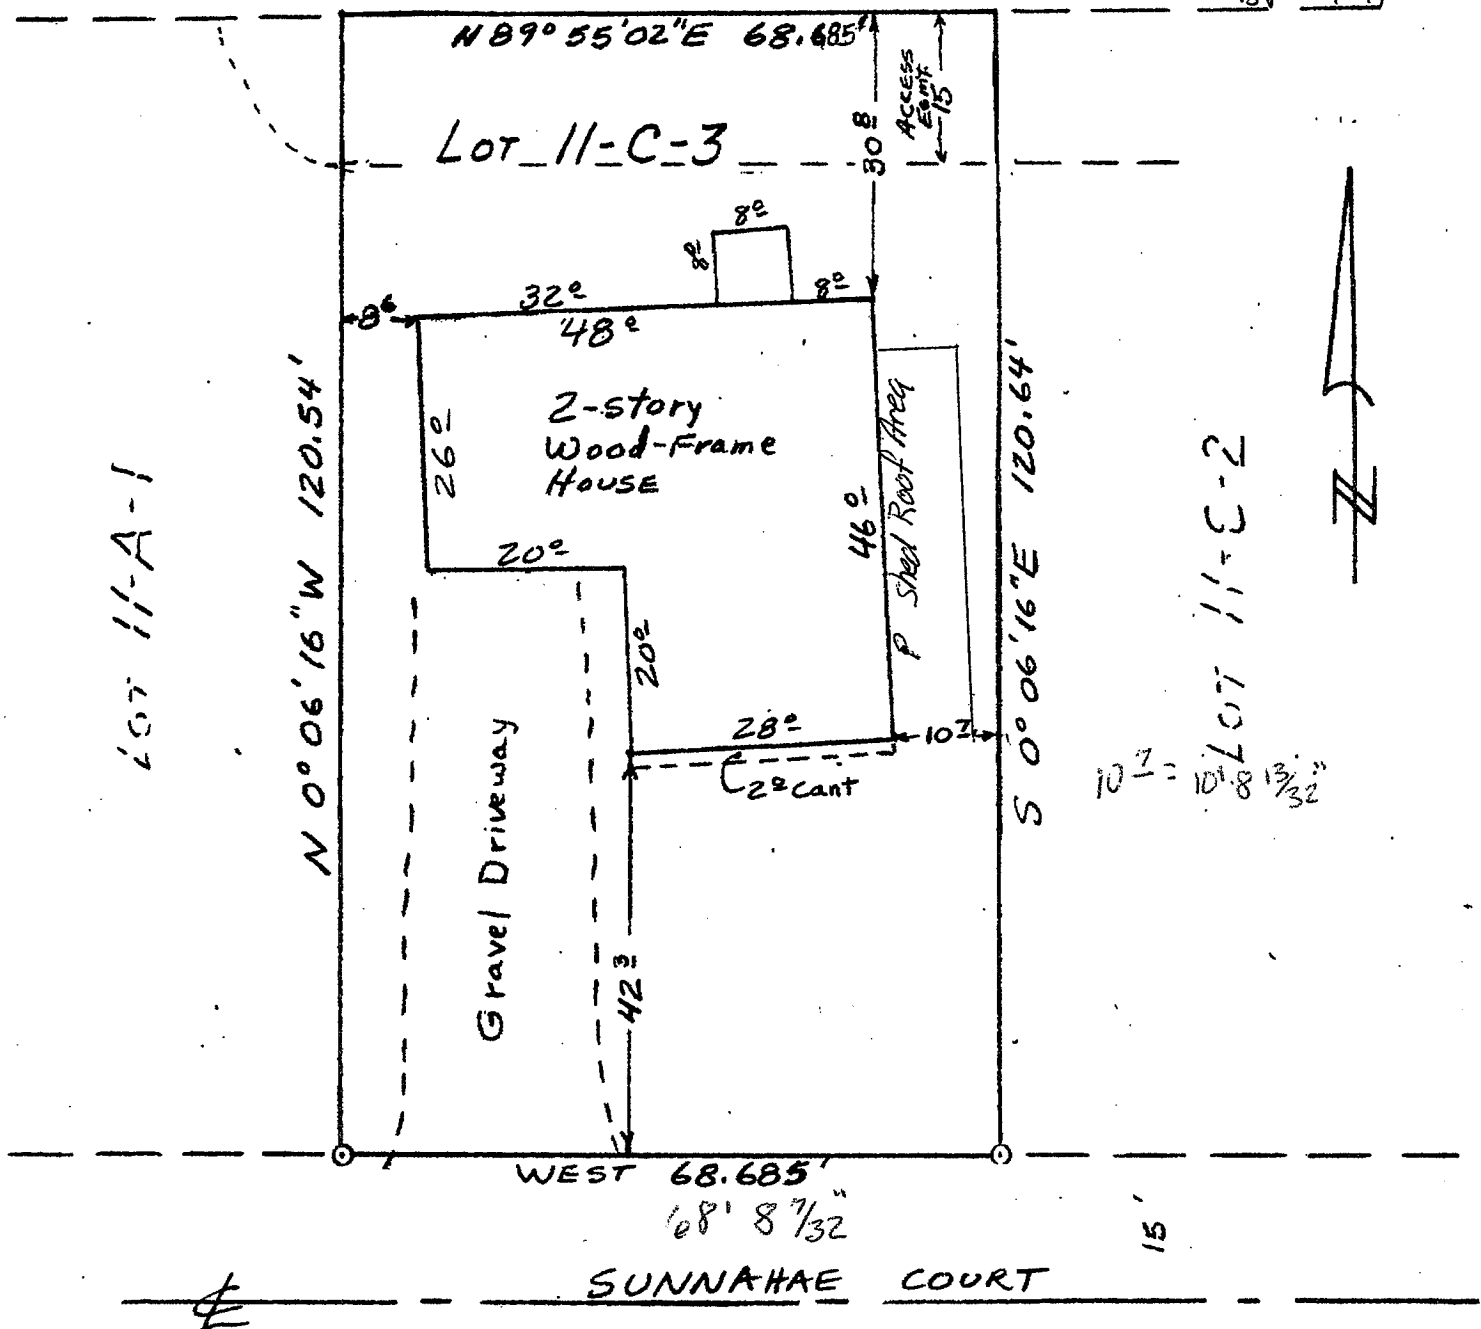 N 89° 55' 02" E 68.685'
ACCESS
ESMT.
15
LOT 11-C-3
30 8
8 0
8 0
32 0
8 0
8 6
48 0
2-story
Wood-Frame
House
26 0
20 0
20 0
46 0
P Shed Roof Area
28 0
10 7
2 0 Cant
42 3
Gravel Driveway
N 0° 06' 16" W 120.54'
S 0° 06' 16" E 120.64'
LOT 11-A-1
LOT 11-C-2
N
10 7 = 10' 8 13/32"
WEST 68.685'
68' 8 7/32"
15'
SUNNAHAE COURT
℄